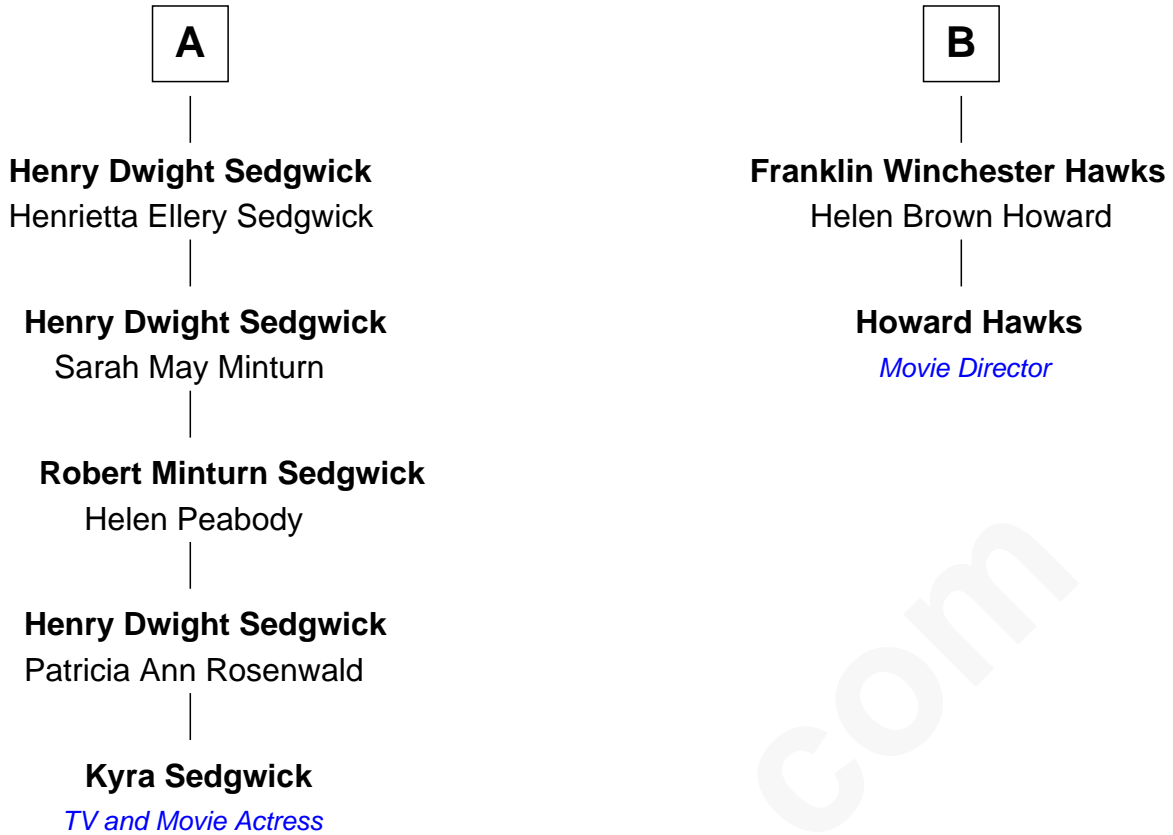 A
Henry Dwight Sedgwick
Henrietta Ellery Sedgwick
Henry Dwight Sedgwick
Sarah May Minturn
Robert Minturn Sedgwick
Helen Peabody
Henry Dwight Sedgwick
Patricia Ann Rosenwald
Kyra Sedgwick
TV and Movie Actress
B
Franklin Winchester Hawks
Helen Brown Howard
Howard Hawks
Movie Director
com